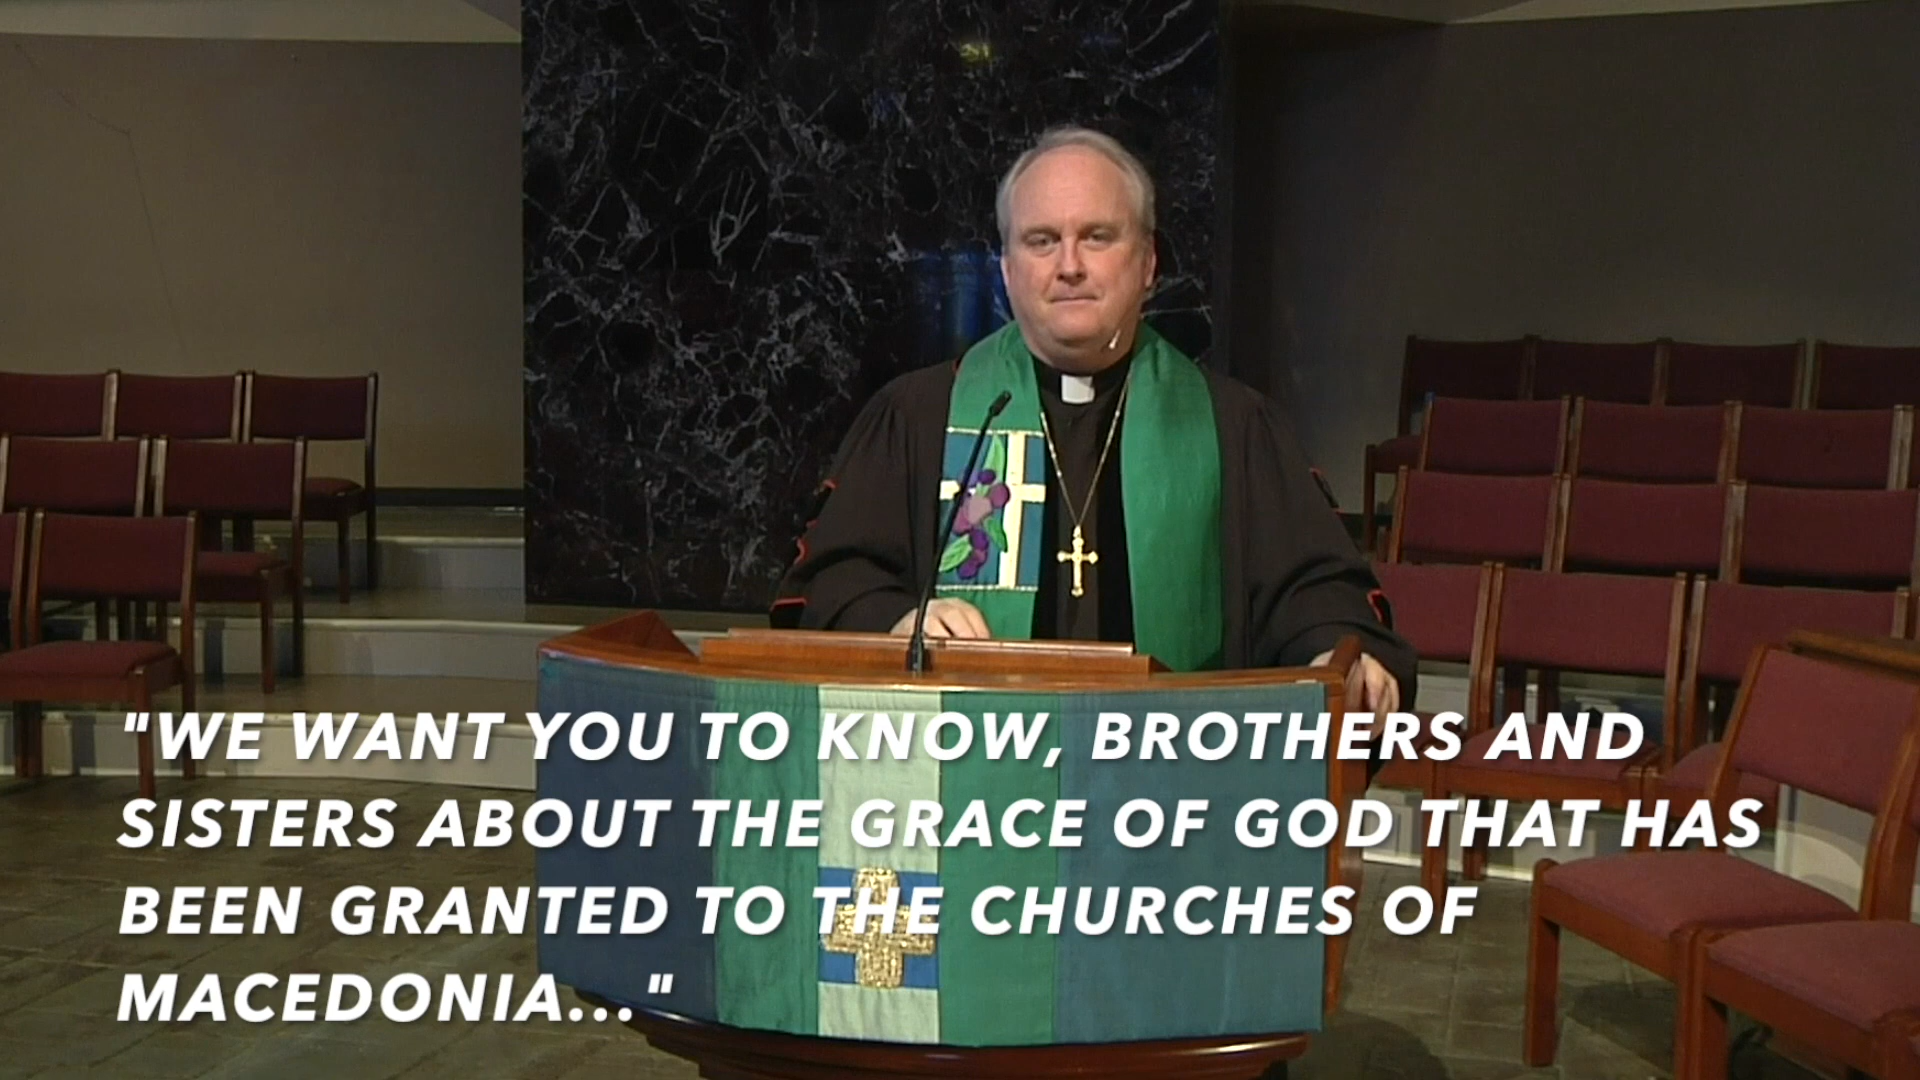 "WE WANT YOU TO KNOW, BROTHERS AND
SISTERS ABOUT THE GRACE OF GOD THAT HAS
BEEN GRANTED TO THE CHURCHES OF
MACEDONIA..."